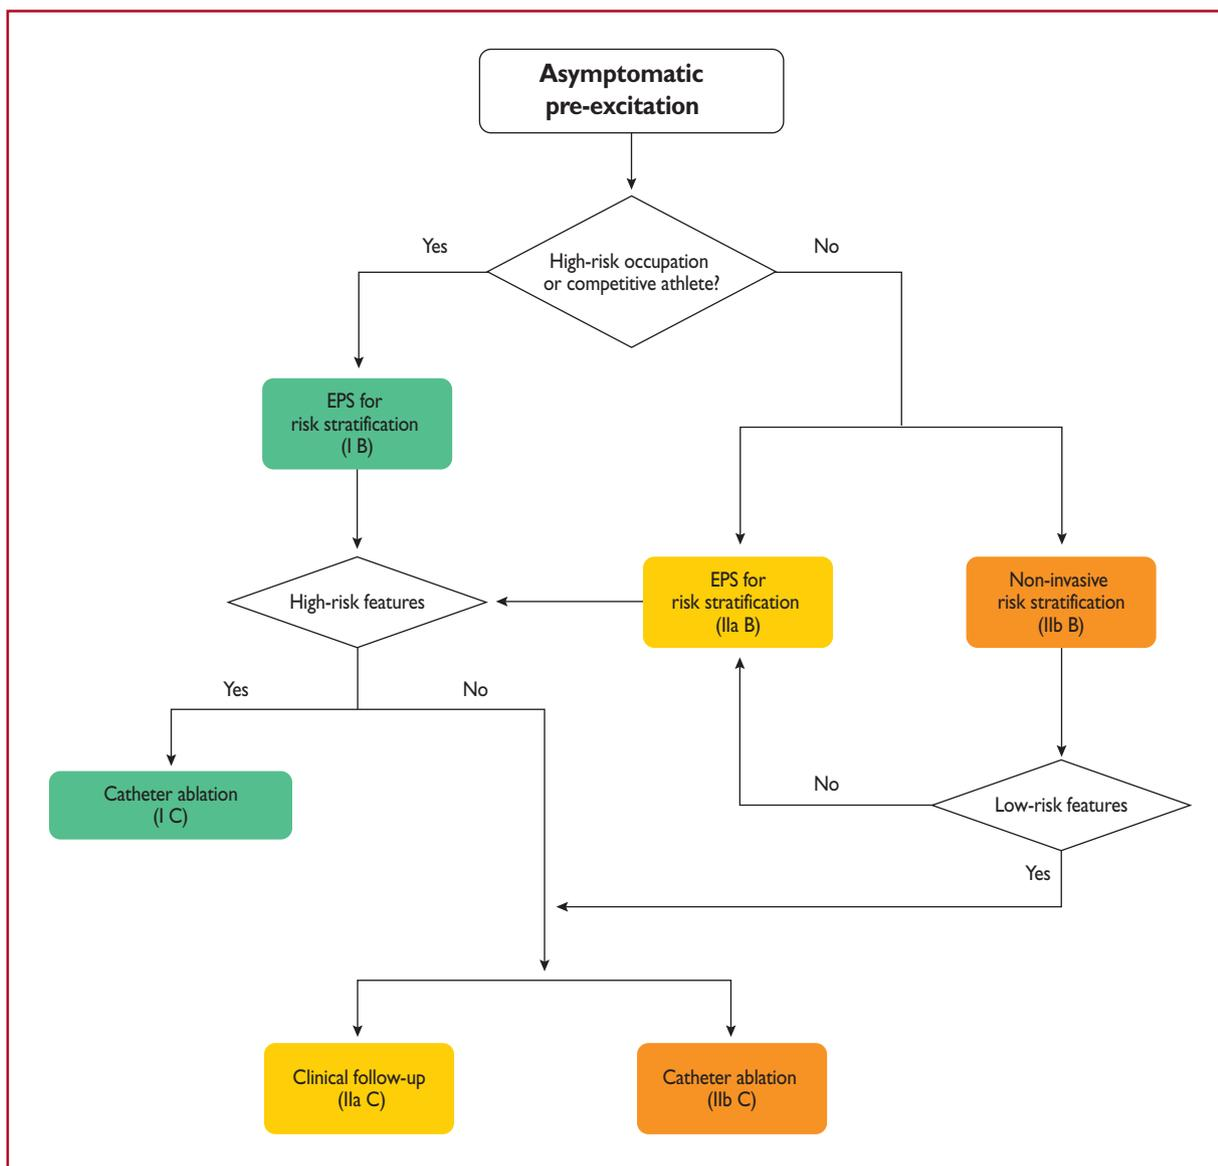 Asymptomatic
pre-excitation
High-risk occupation
or competitive athlete?
Yes
No
EPS for
risk stratification
(I B)
High-risk features
EPS for
risk stratification
(IIa B)
Non-invasive
risk stratification
(IIb B)
Yes
No
Catheter ablation
(I C)
No
Low-risk features
Yes
Clinical follow-up
(IIa C)
Catheter ablation
(IIb C)